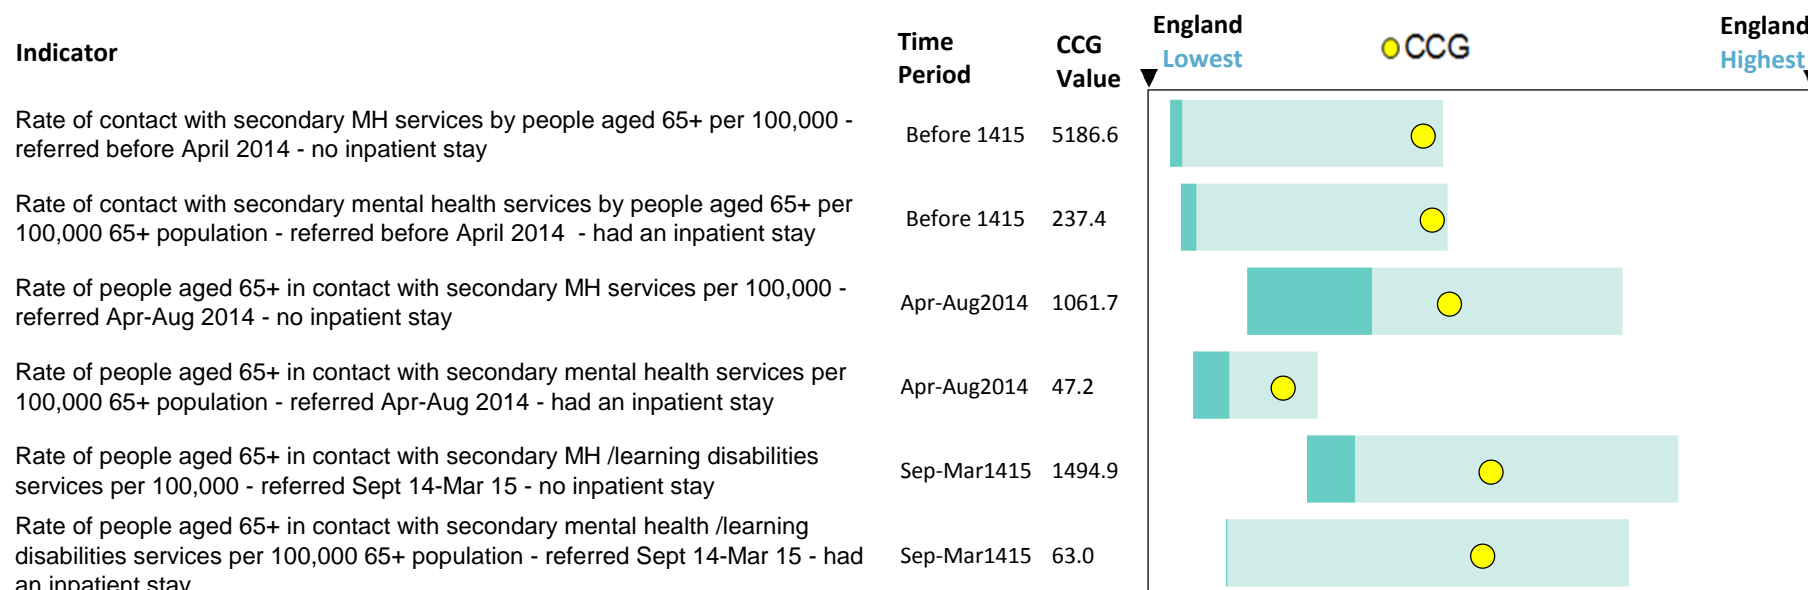 Indicator
Time
Period
CCG
Value
England
Lowest
CCG
England
Highest
Rate of contact with secondary MH services by people aged 65+ per 100,000 -
referred before April 2014 - no inpatient stay
Before 1415
5186.6
Rate of contact with secondary mental health services by people aged 65+ per
100,000 65+ population - referred before April 2014 - had an inpatient stay
Before 1415
237.4
Rate of people aged 65+ in contact with secondary MH services per 100,000 -
referred Apr-Aug 2014 - no inpatient stay
Apr-Aug2014
1061.7
Rate of people aged 65+ in contact with secondary mental health services per
100,000 65+ population - referred Apr-Aug 2014 - had an inpatient stay
Apr-Aug2014
47.2
Rate of people aged 65+ in contact with secondary MH /learning disabilities
services per 100,000 - referred Sept 14-Mar 15 - no inpatient stay
Sep-Mar1415
1494.9
Rate of people aged 65+ in contact with secondary mental health /learning
disabilities services per 100,000 65+ population - referred Sept 14-Mar 15 - had
an inpatient stay
Sep-Mar1415
63.0